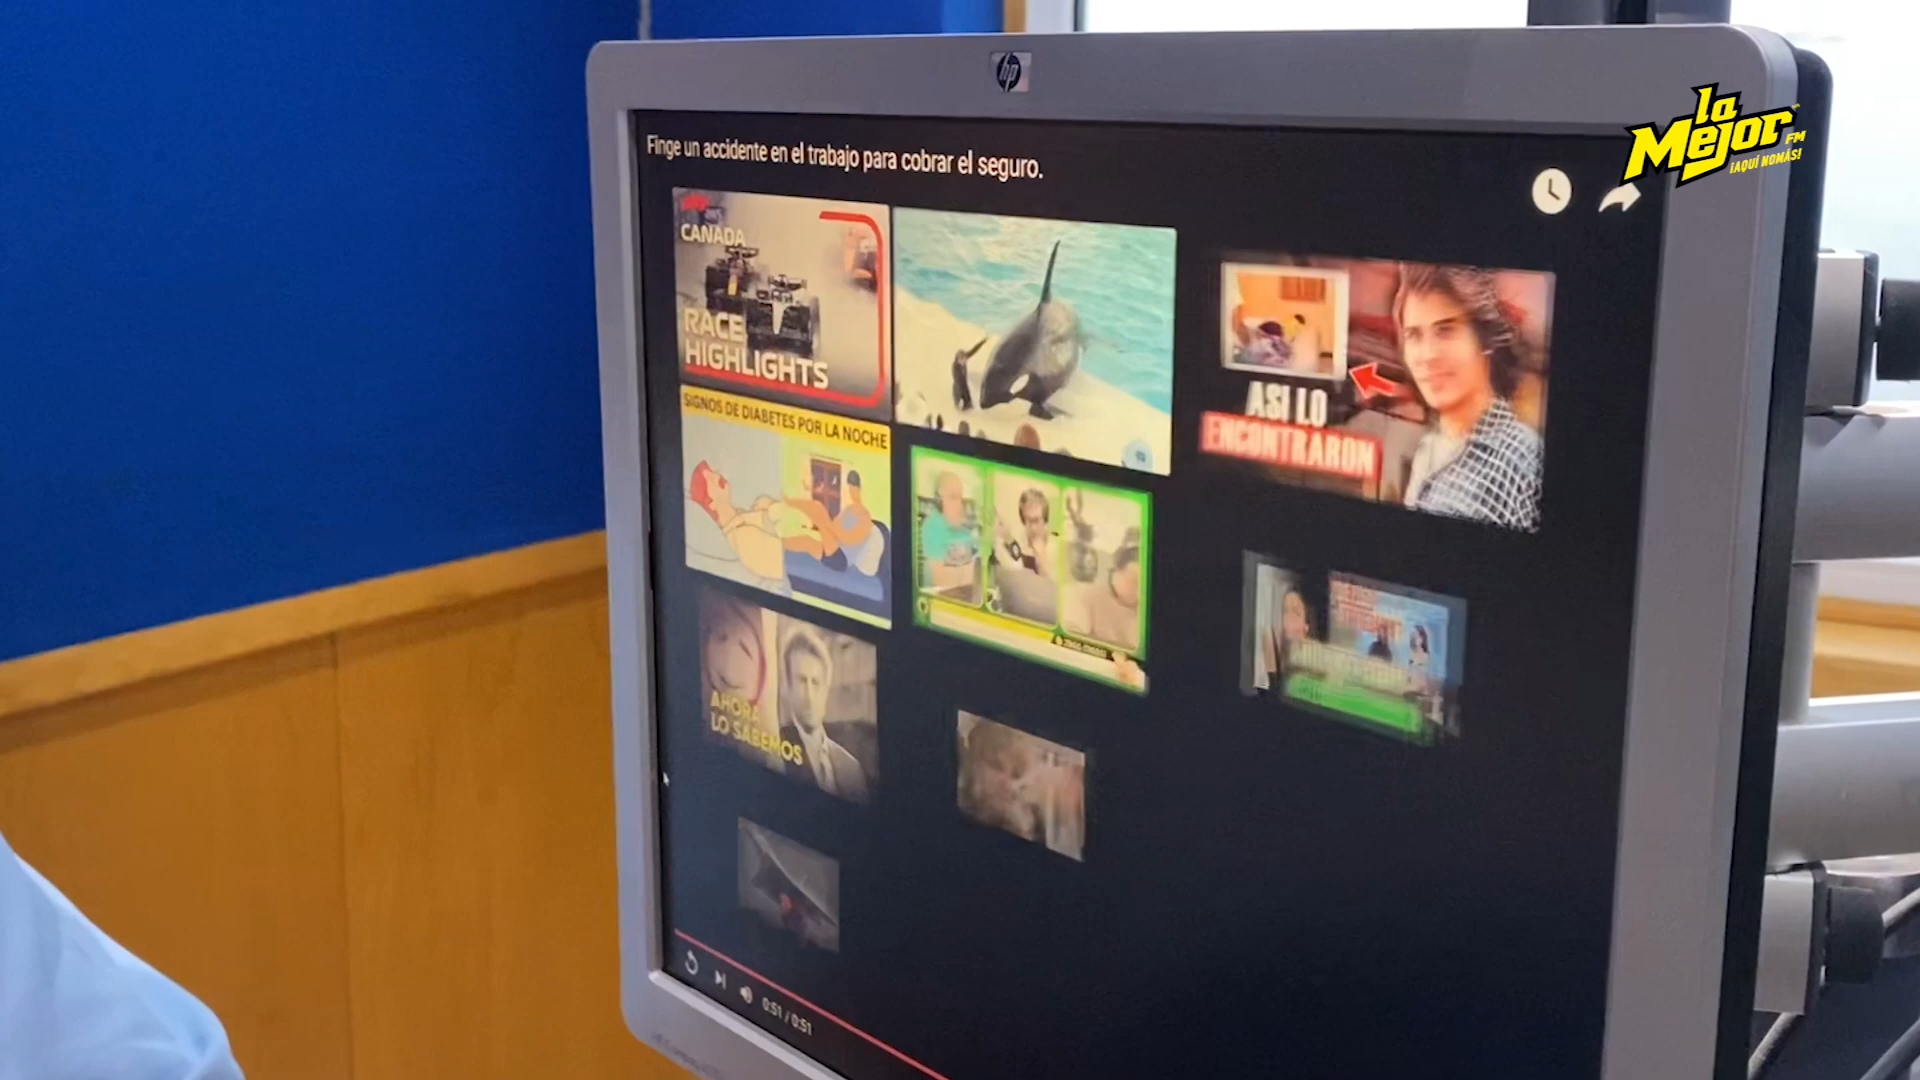 hp
la
MeJor FM
¡AQUÍ NOMÁS!
Finge un accidente en el trabajo para cobrar el seguro.
CANADA
RACE
HIGHLIGHTS
ASI LO
ENCONTRARON
SIGNOS DE DIABETES POR LA NOCHE
AHORA
LO SABEMOS
0:51 / 0:51